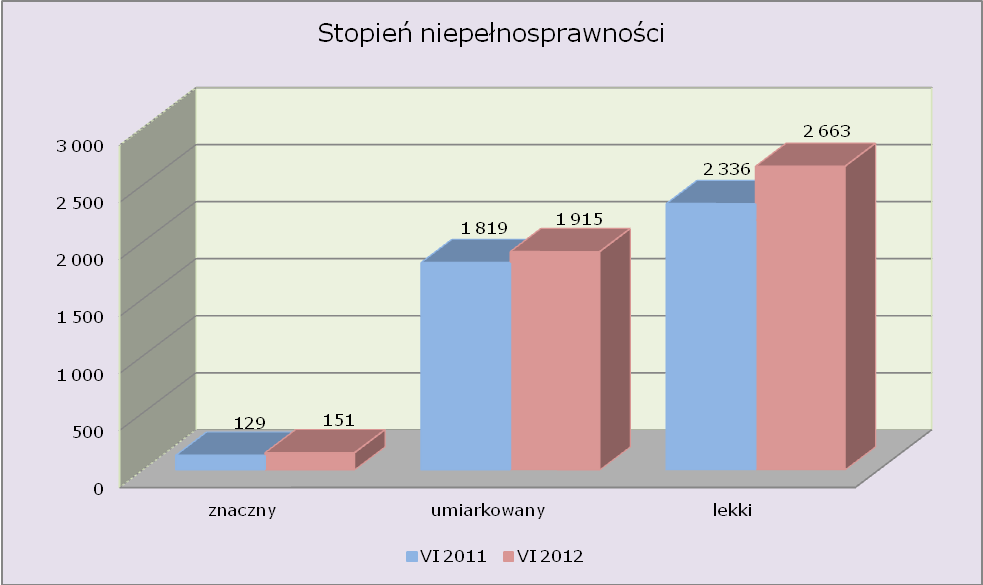 Stopień niepełnosprawności
3 000
2 500
2 000
1 500
1 000
500
0
129
151
1 819
1 915
2 336
2 663
znaczny
umiarkowany
lekki
VI 2011
VI 2012